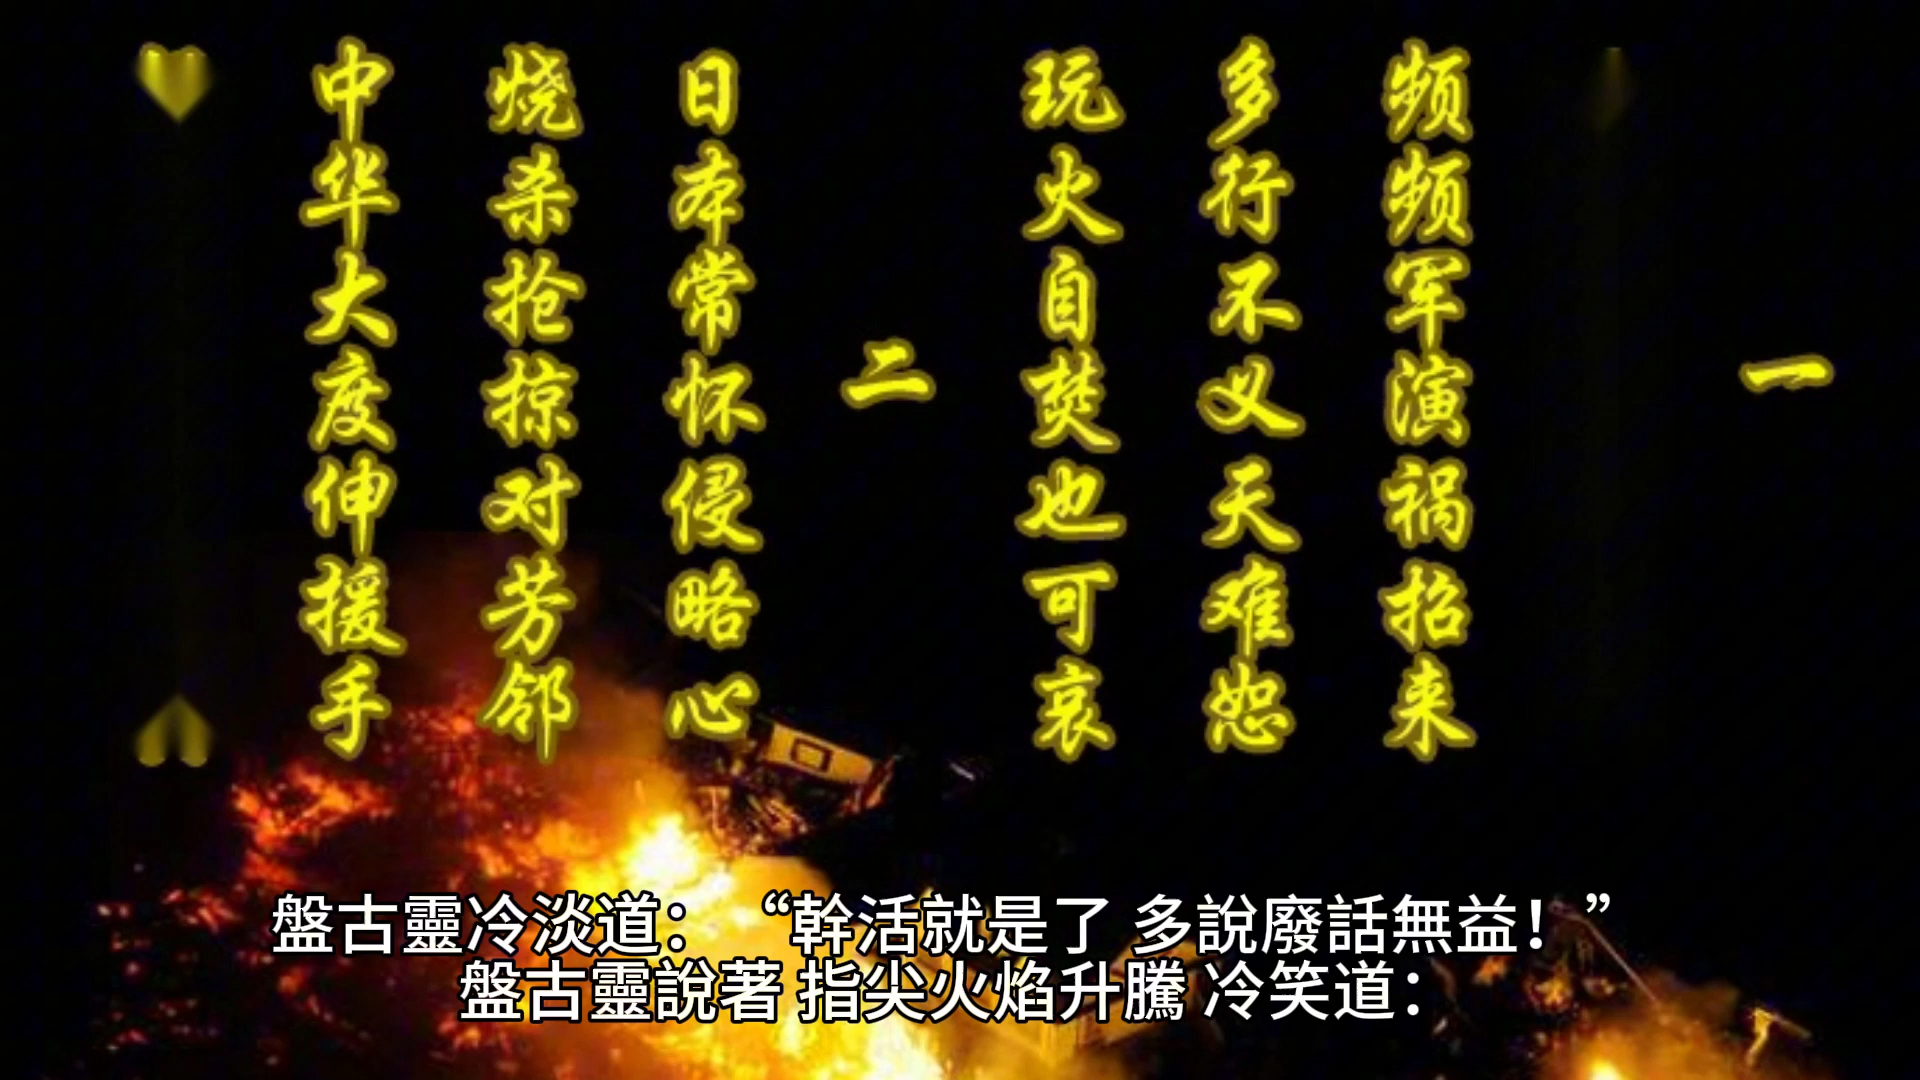 一
频频军演祸招来
多行不义天难恕
玩火自焚也可哀
二
日本常怀侵略心
烧杀抢掠对芳邻
中华大度伸援手
盤古靈冷淡道：“幹活就是了 多說廢話無益！”
盤古靈說著 指尖火焰升騰 冷笑道：